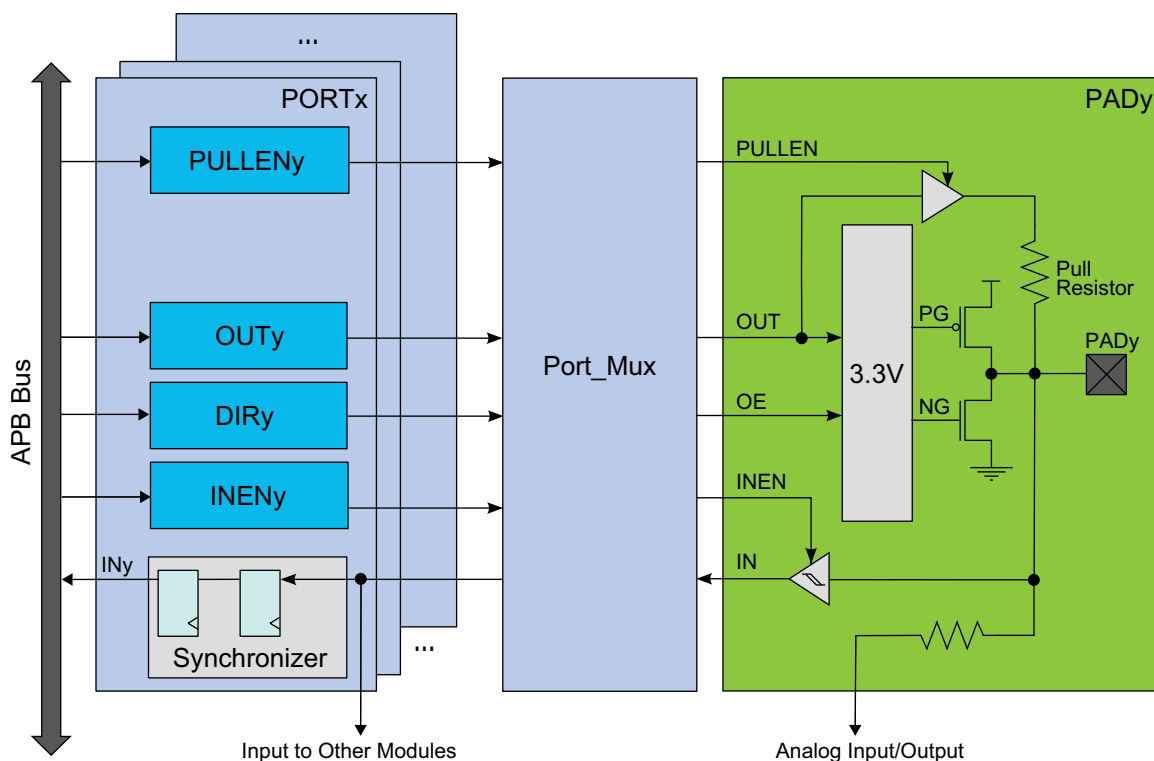 ...
PORTx
PADy
PULLENy
PULLEN
Pull
Resistor
OUTy
OUT
PG
PADy
Port_Mux
3.3V
DIRy
OE
NG
APB Bus
INENy
INEN
INy
IN
Synchronizer
...
Input to Other Modules
Analog Input/Output